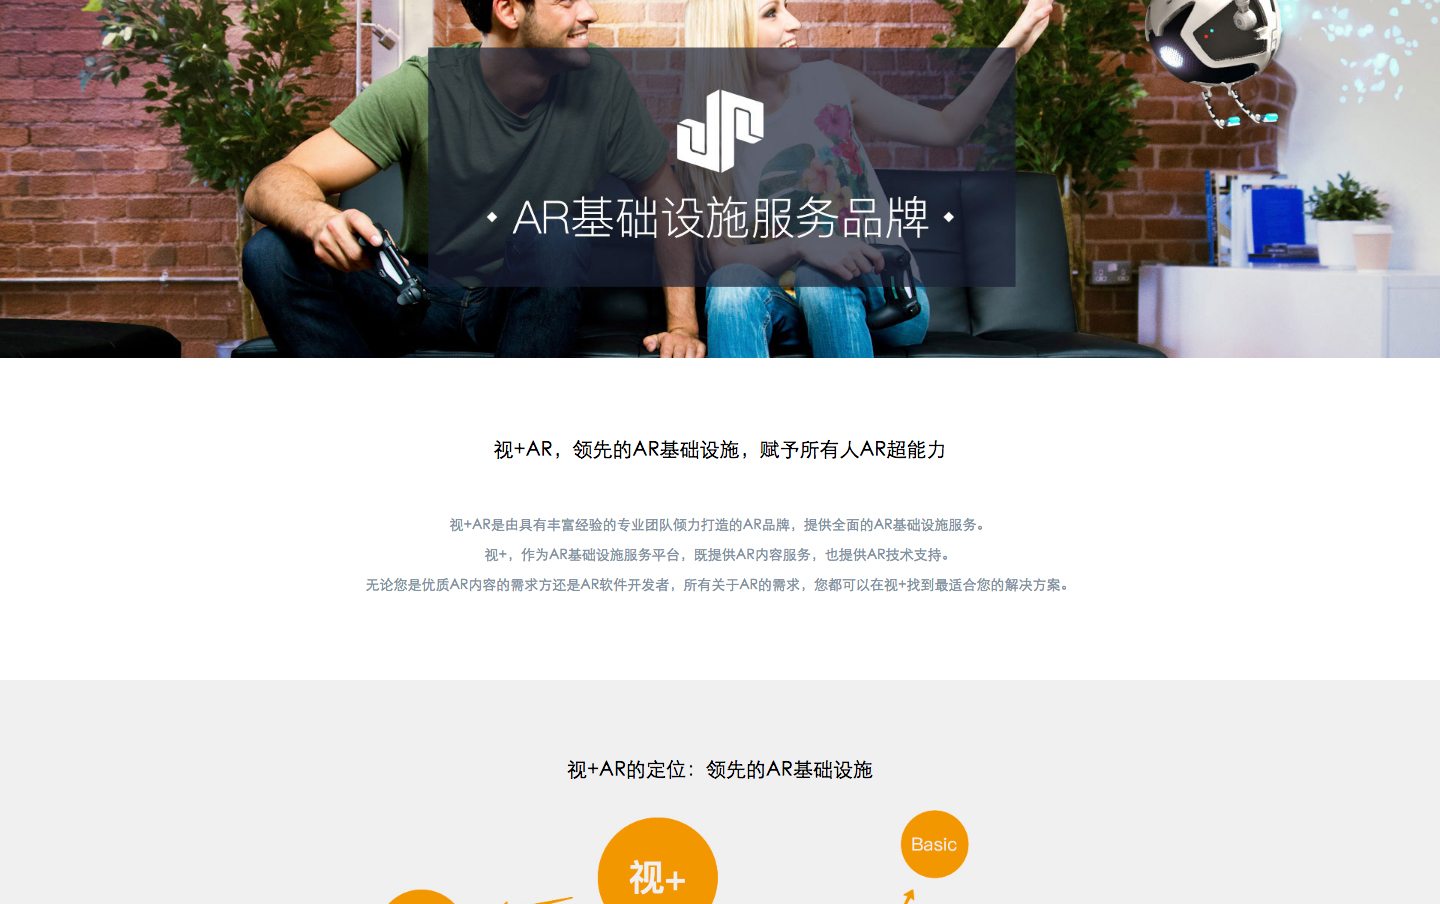 AR基础设施服务品牌
视+AR，领先的AR基础设施，赋予所有人AR超能力
视+AR是由具有丰富经验的专业团队倾力打造的AR品牌，提供全面的AR基础设施服务。
视+，作为AR基础设施服务平台，既提供AR内容服务，也提供AR技术支持。
无论您是优质AR内容的需求方还是AR软件开发者，所有关于AR的需求，您都可以在视+找到最适合您的解决方案。
视+AR的定位：领先的AR基础设施
Basic
视+